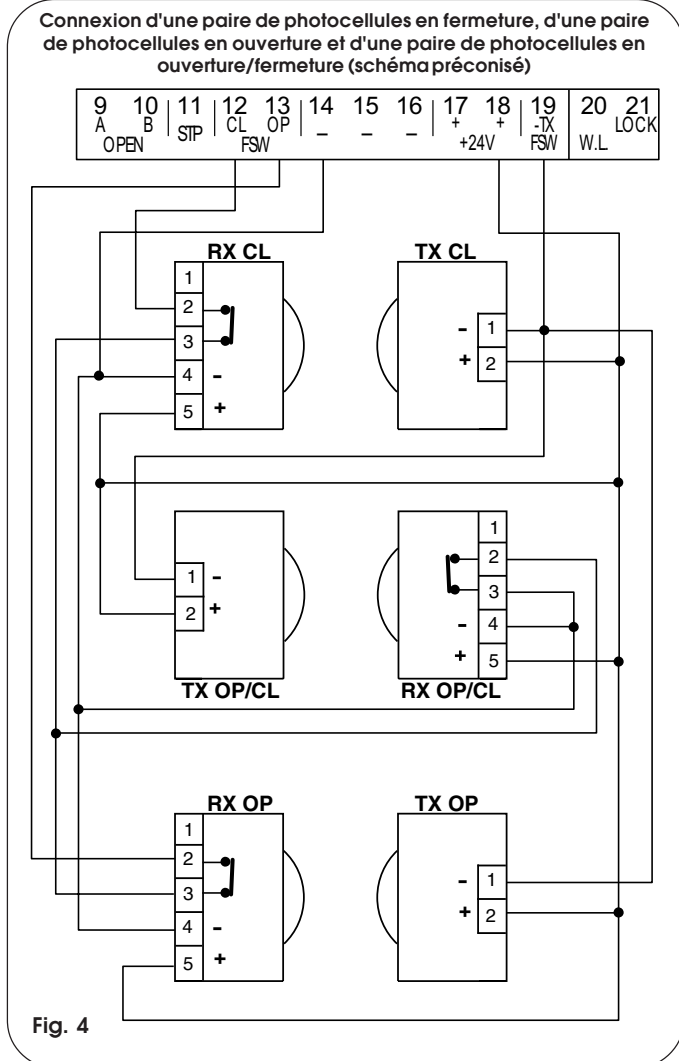 Connexion d'une paire de photocellules en fermeture, d'une paire
de photocellules en ouverture et d'une paire de photocellules en
ouverture/fermeture (schéma préconisé)
9 10 11 12 13 14 15 16 17 18 19 20 21
A B STP CL OP - - - + + -TX LOCK
OPEN FSW +24V FSW W.L.
RX CL TX CL
1
2
3
4 -
5 +
- 1
+ 2
1 -
2 +
1
2
3
- 4
+ 5
TX OP/CL RX OP/CL
RX OP TX OP
1
2
3
4 -
5 +
- 1
+ 2
Fig. 4